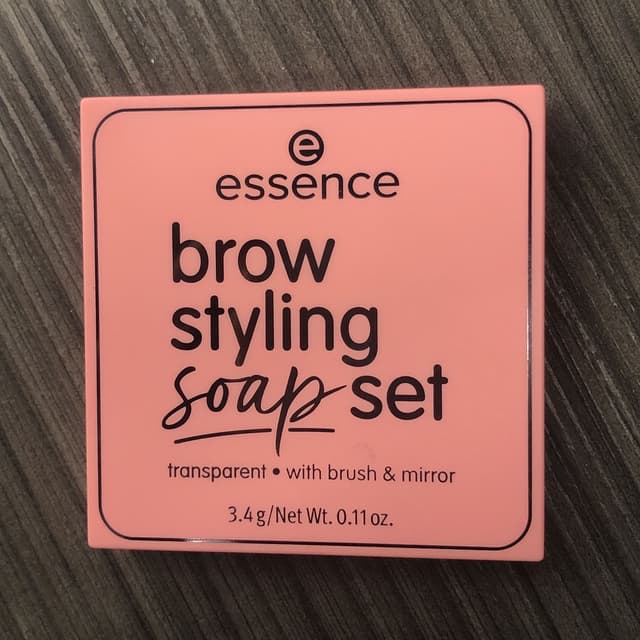 e
essence
brow
styling
soap set
transparent • with brush & mirror
3.4 g/Net Wt. 0.11 oz.